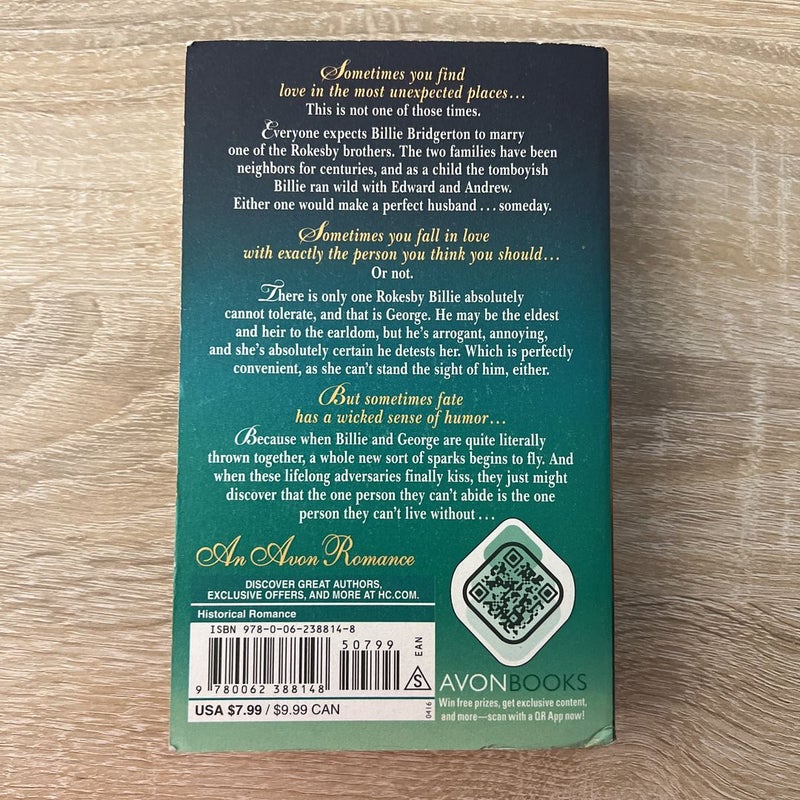 Sometimes you find
love in the most unexpected places...
This is not one of those times.
Everyone expects Billie Bridgerton to marry
one of the Rokesby brothers. The two families have been
neighbors for centuries, and as a child the tomboyish
Billie ran wild with Edward and Andrew.
Either one would make a perfect husband ... someday.
Sometimes you fall in love
with exactly the person you think you should...
Or not.
There is only one Rokesby Billie absolutely
cannot tolerate, and that is George. He may be the eldest
and heir to the earldom, but he's arrogant, annoying,
and she's absolutely certain he detests her. Which is perfectly
convenient, as she can't stand the sight of him, either.
But sometimes fate
has a wicked sense of humor...
Because when Billie and George are quite literally
thrown together, a whole new sort of sparks begins to fly. And
when these lifelong adversaries finally kiss, they just might
discover that the one person they can't abide is the one
person they can't live without ...
An Avon Romance
DISCOVER GREAT AUTHORS,
EXCLUSIVE OFFERS, AND MORE AT HC.COM.
Historical Romance
ISBN 978-0-06-238814-8
50799
EAN
9 780062 388148
S
USA $7.99 / $9.99 CAN
0416
AVONBOOKS
Win free prizes, get exclusive content,
and more—scan with a QR App now!